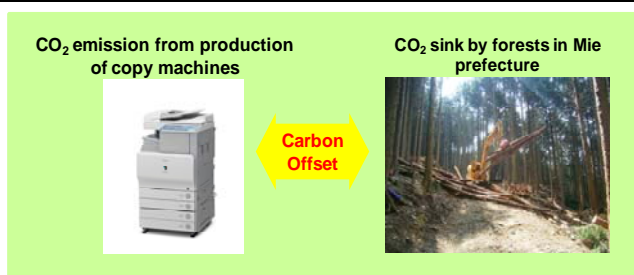 CO₂ emission from production
of copy machines
CO₂ sink by forests in Mie
prefecture
Carbon
Offset